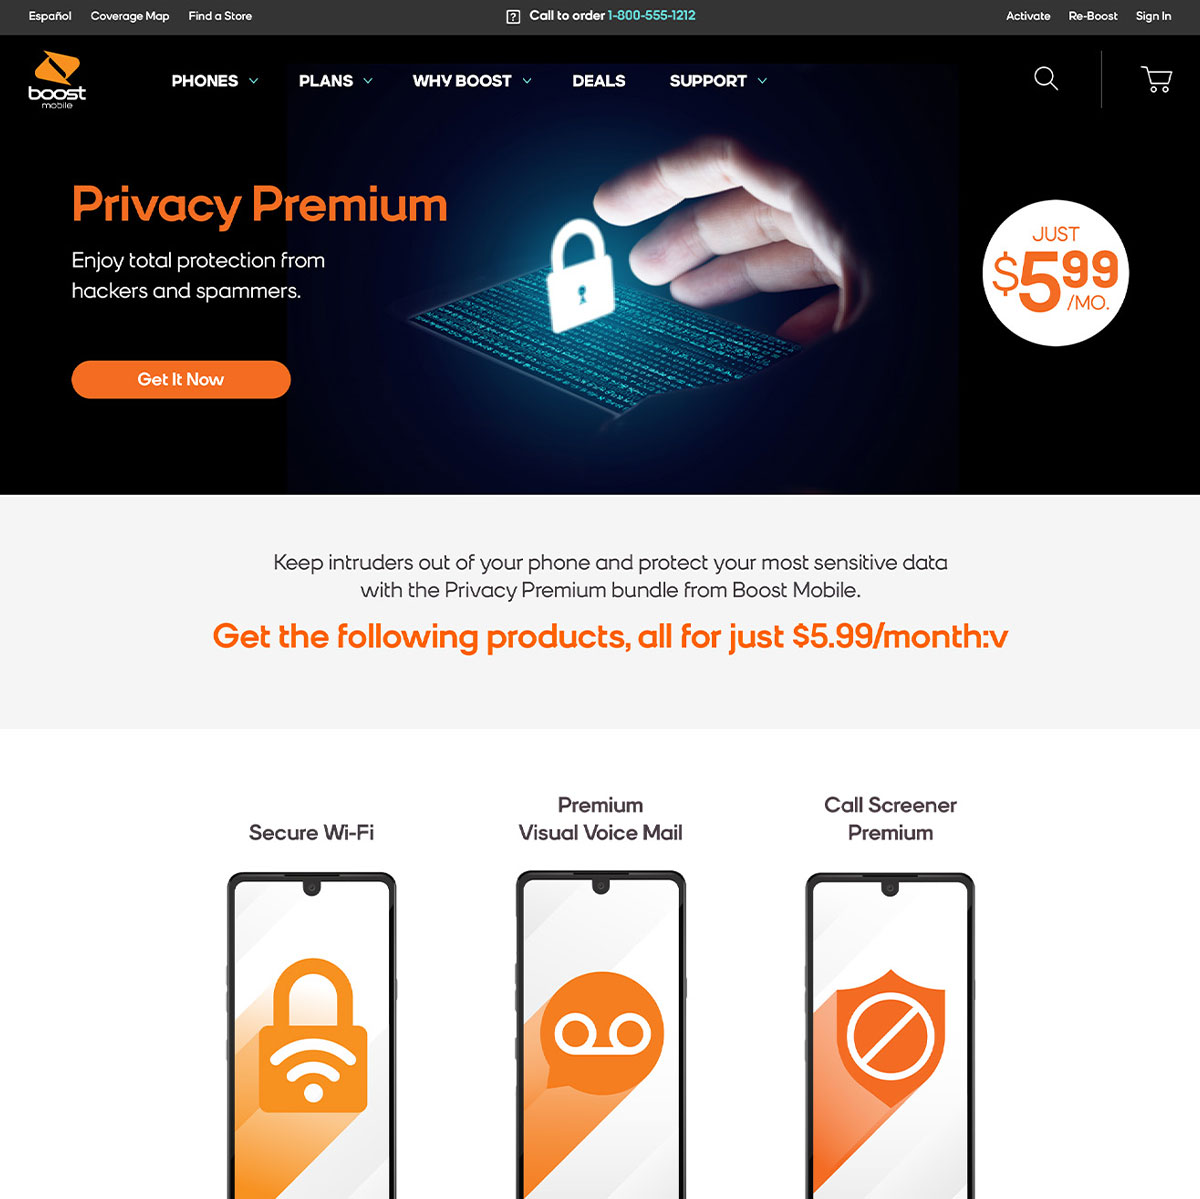 Español Coverage Map Find a Store Call to order 1-800-555-1212 Activate Re-Boost Sign In
boost
mobile
PHONES PLANS WHY BOOST DEALS SUPPORT
Privacy Premium
Enjoy total protection from
hackers and spammers.
Get It Now
JUST
$599
/MO.
Keep intruders out of your phone and protect your most sensitive data
with the Privacy Premium bundle from Boost Mobile.
Get the following products, all for just $5.99/month:v
Secure Wi-Fi
Premium
Visual Voice Mail
Call Screener
Premium